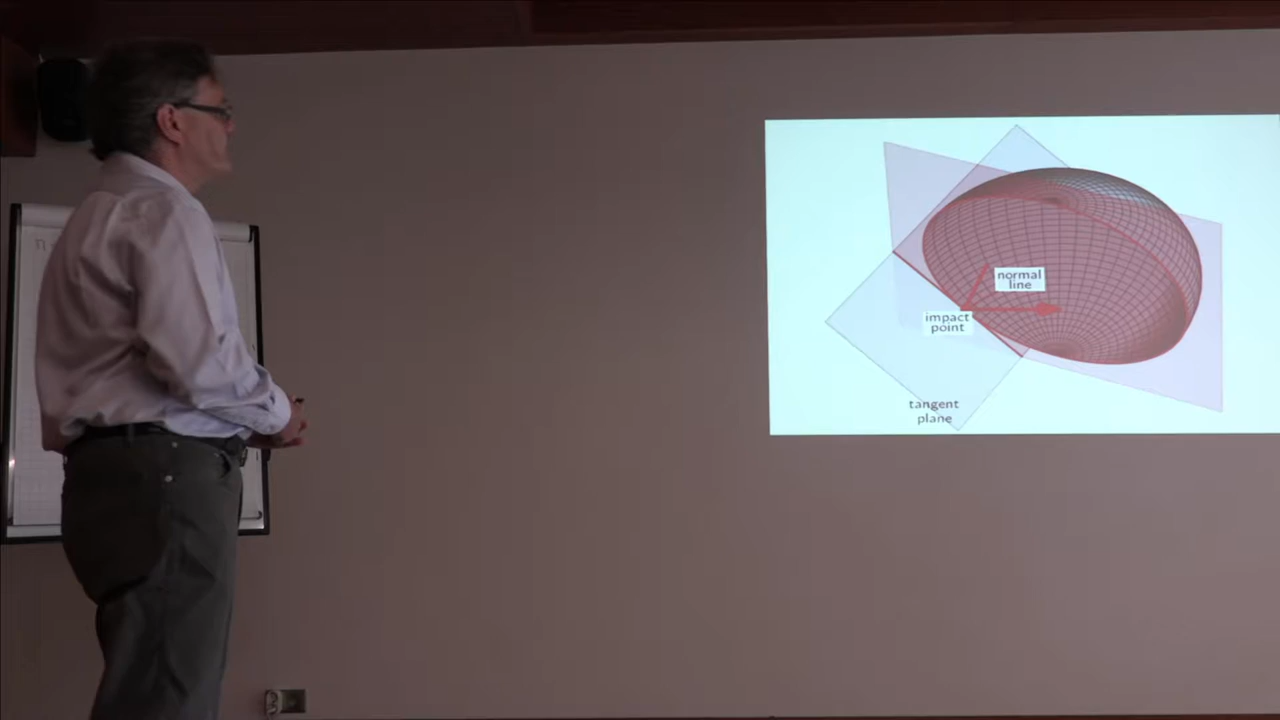 normal
line
impact
point
tangent
plane